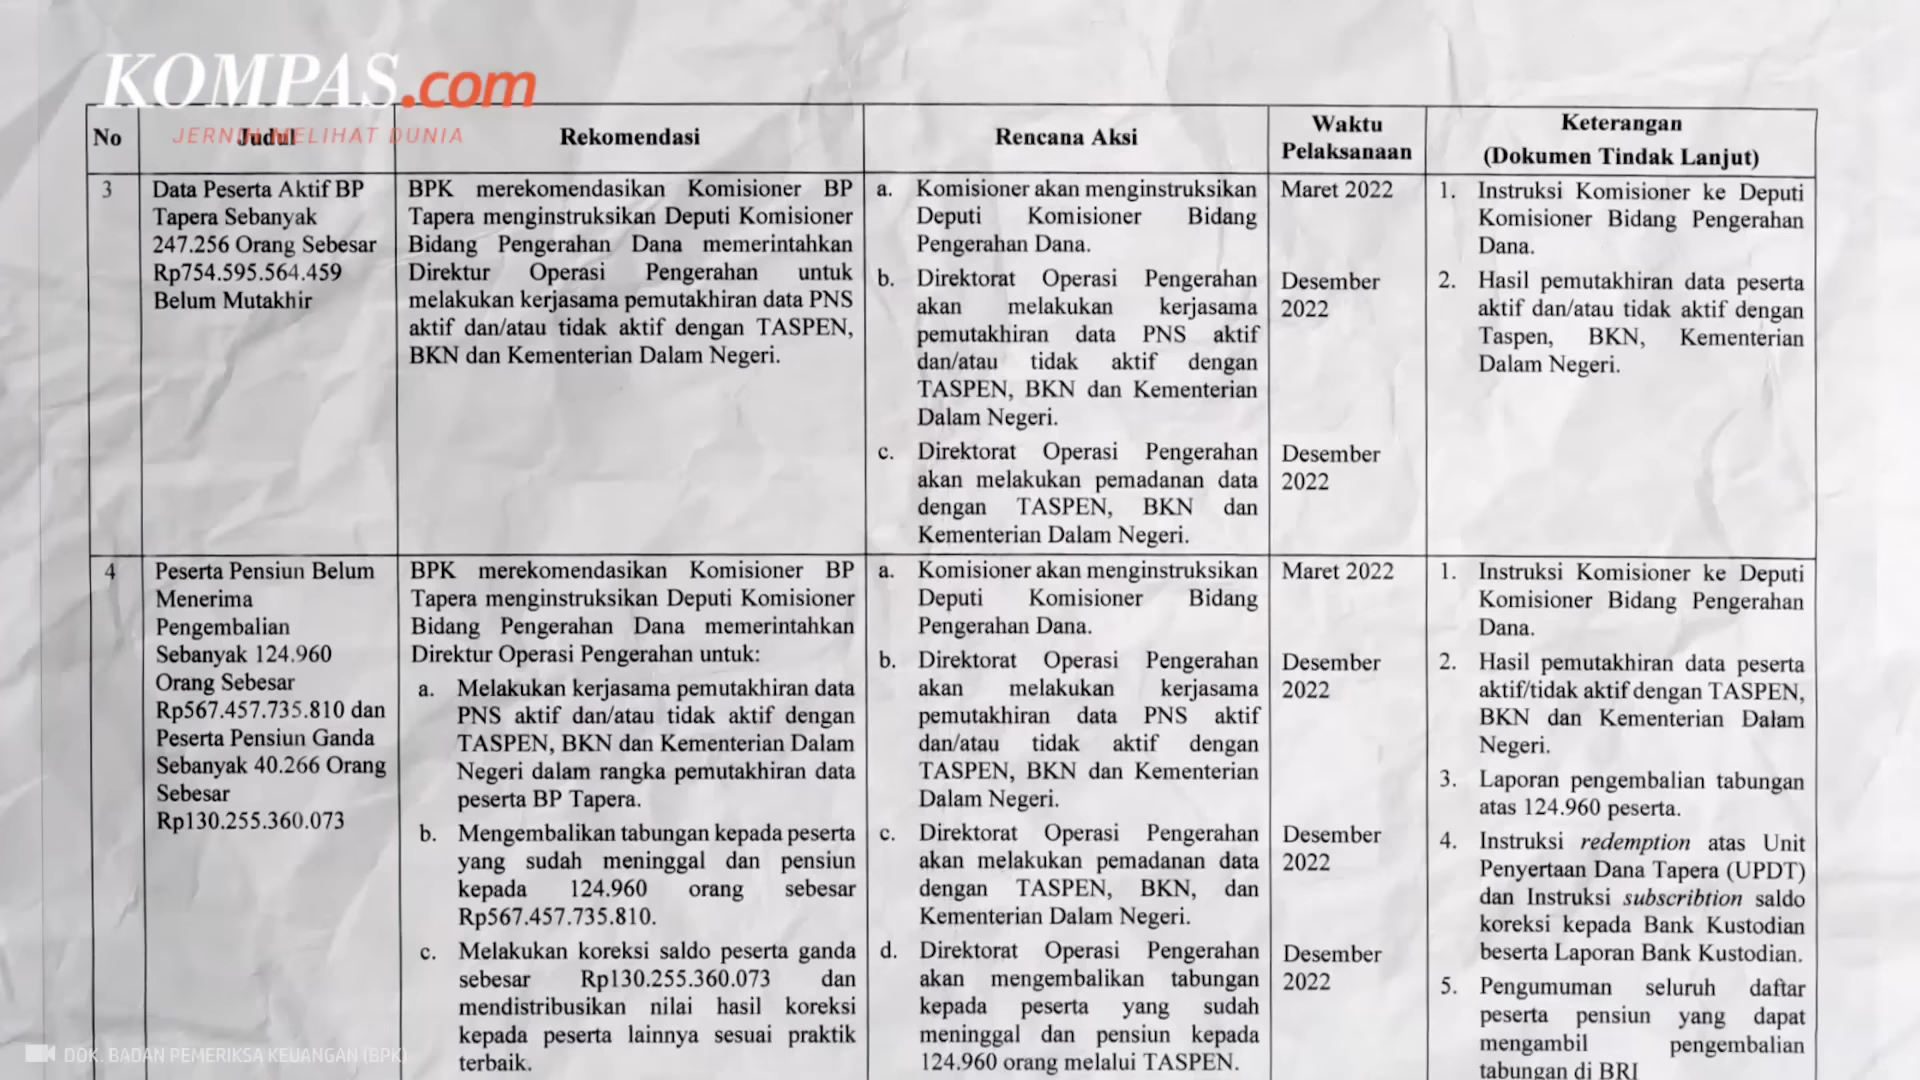 KOMPAS.com
JERNIH MELIHAT DUNIA
No
Judul
Rekomendasi
Rencana Aksi
Waktu
Pelaksanaan
Keterangan
(Dokumen Tindak Lanjut)
3
Data Peserta Aktif BP
Tapera Sebanyak
247.256 Orang Sebesar
Rp754.595.564.459
Belum Mutakhir
BPK merekomendasikan Komisioner BP
Tapera menginstruksikan Deputi Komisioner
Bidang Pengerahan Dana memerintahkan
Direktur Operasi Pengerahan untuk
melakukan kerjasama pemutakhiran data PNS
aktif dan/atau tidak aktif dengan TASPEN,
BKN dan Kementerian Dalam Negeri.
a. Komisioner akan menginstruksikan
Deputi Komisioner Bidang
Pengerahan Dana.
b. Direktorat Operasi Pengerahan
akan melakukan kerjasama
pemutakhiran data PNS aktif
dan/atau tidak aktif dengan
TASPEN, BKN dan Kementerian
Dalam Negeri.
c. Direktorat Operasi Pengerahan
akan melakukan pemadanan data
dengan TASPEN, BKN dan
Kementerian Dalam Negeri.
Maret 2022
Desember
2022
Desember
2022
1. Instruksi Komisioner ke Deputi
Komisioner Bidang Pengerahan
Dana.
2. Hasil pemutakhiran data peserta
aktif dan/atau tidak aktif dengan
Taspen, BKN, Kementerian
Dalam Negeri.
4
Peserta Pensiun Belum
Menerima
Pengembalian
Sebanyak 124.960
Orang Sebesar
Rp567.457.735.810 dan
Peserta Pensiun Ganda
Sebanyak 40.266 Orang
Sebesar
Rp130.255.360.073
BPK merekomendasikan Komisioner BP
Tapera menginstruksikan Deputi Komisioner
Bidang Pengerahan Dana memerintahkan
Direktur Operasi Pengerahan untuk:
a. Melakukan kerjasama pemutakhiran data
PNS aktif dan/atau tidak aktif dengan
TASPEN, BKN dan Kementerian Dalam
Negeri dalam rangka pemutakhiran data
peserta BP Tapera.
b. Mengembalikan tabungan kepada peserta
yang sudah meninggal dan pensiun
kepada 124.960 orang sebesar
Rp567.457.735.810.
c. Melakukan koreksi saldo peserta ganda
sebesar Rp130.255.360.073 dan
mendistribusikan nilai hasil koreksi
kepada peserta lainnya sesuai praktik
terbaik.
a. Komisioner akan menginstruksikan
Deputi Komisioner Bidang
Pengerahan Dana.
b. Direktorat Operasi Pengerahan
akan melakukan kerjasama
pemutakhiran data PNS aktif
dan/atau tidak aktif dengan
TASPEN, BKN dan Kementerian
Dalam Negeri.
c. Direktorat Operasi Pengerahan
akan melakukan pemadanan data
dengan TASPEN, BKN, dan
Kementerian Dalam Negeri.
d. Direktorat Operasi Pengerahan
akan mengembalikan tabungan
kepada peserta yang sudah
meninggal dan pensiun kepada
124.960 orang melalui TASPEN.
Maret 2022
Desember
2022
Desember
2022
Desember
2022
1. Instruksi Komisioner ke Deputi
Komisioner Bidang Pengerahan
Dana.
2. Hasil pemutakhiran data peserta
aktif/tidak aktif dengan TASPEN,
BKN dan Kementerian Dalam
Negeri.
3. Laporan pengembalian tabungan
atas 124.960 peserta.
4. Instruksi redemption atas Unit
Penyertaan Dana Tapera (UPDT)
dan Instruksi subscribtion saldo
koreksi kepada Bank Kustodian
beserta Laporan Bank Kustodian.
5. Pengumuman seluruh daftar
peserta pensiun yang dapat
mengambil pengembalian
tabungan di BRI
DOK. BADAN PEMERIKSA KEUANGAN (BPK)